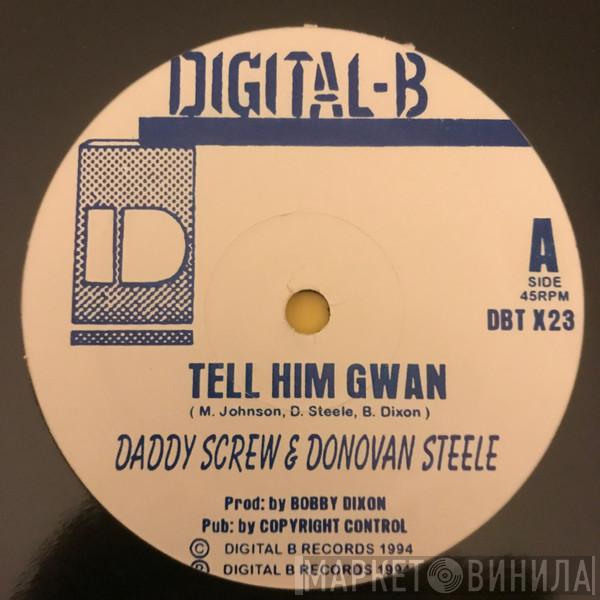 DIGITAL-B
D
A
SIDE
45RPM
DBT X23
TELL HIM GWAN
( M. Johnson, D. Steele, B. Dixon )
DADDY SCREW & DONOVAN STEELE
Prod: by BOBBY DIXON
Pub: by COPYRIGHT CONTROL
© DIGITAL B RECORDS 1994
℗ DIGITAL B RECORDS 1994
МАРКЕТ ВИНИЛА